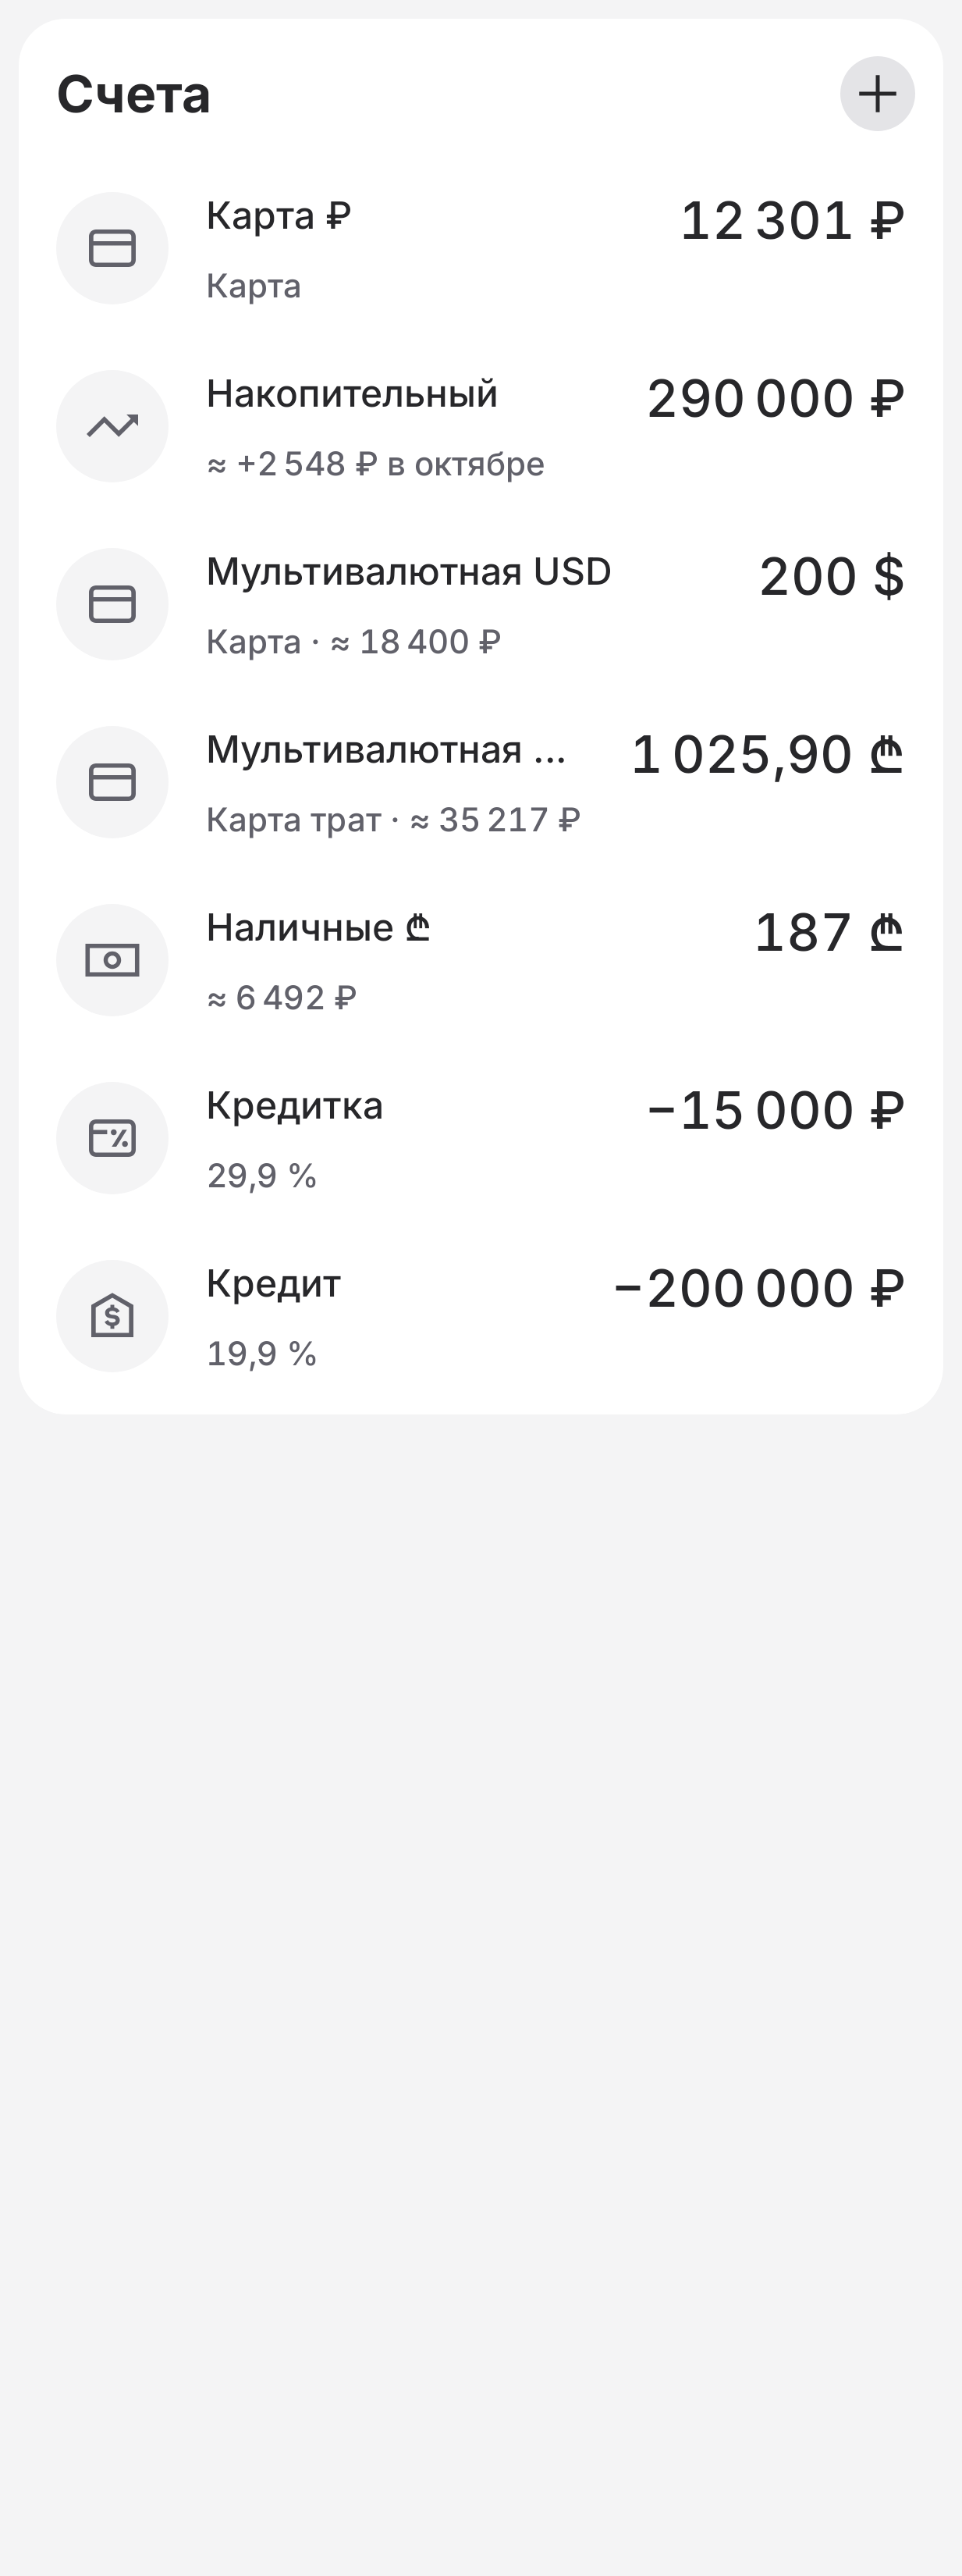 Счета
Карта ₽
12 301 ₽
Карта
Накопительный
290 000 ₽
≈ +2 548 ₽ в октябре
Мультивалютная USD
200 $
Карта · ≈ 18 400 ₽
Мультивалютная ...
1 025,90 ₾
Карта трат · ≈ 35 217 ₽
Наличные ₾
187 ₾
≈ 6 492 ₽
Кредитка
−15 000 ₽
29,9 %
Кредит
−200 000 ₽
19,9 %